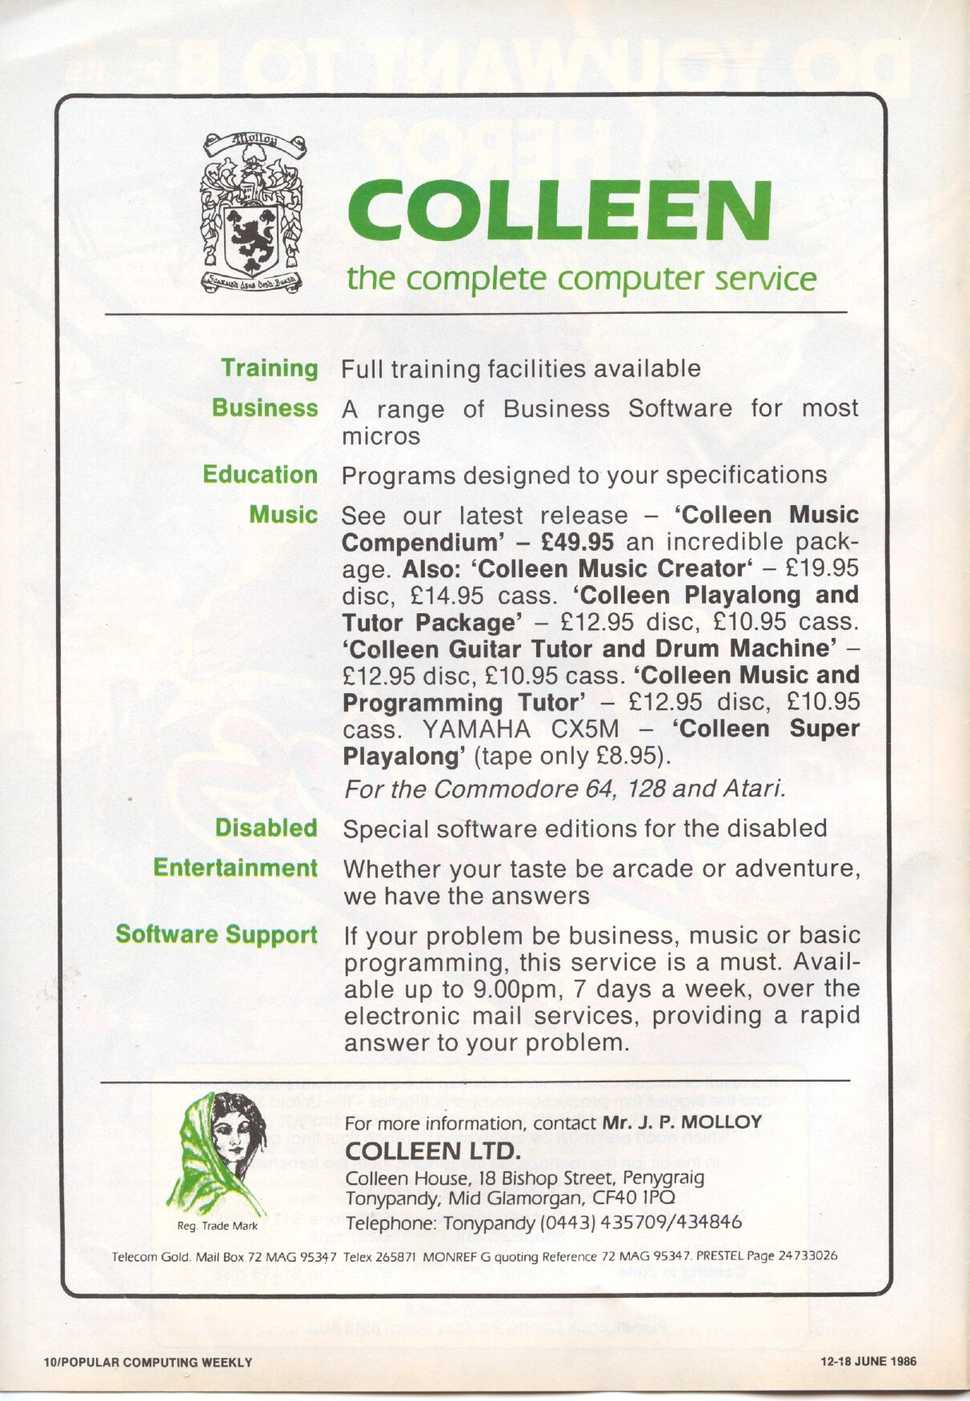 Molloy
COLLEEN
the complete computer service
Training Full training facilities available
Business A range of Business Software for most
micros
Education Programs designed to your specifications
Music See our latest release – ‘Colleen Music
Compendium’ – £49.95 an incredible pack-
age. Also: ‘Colleen Music Creator‘ – £19.95
disc, £14.95 cass. ‘Colleen Playalong and
Tutor Package’ – £12.95 disc, £10.95 cass.
‘Colleen Guitar Tutor and Drum Machine’ –
£12.95 disc, £10.95 cass. ‘Colleen Music and
Programming Tutor’ – £12.95 disc, £10.95
cass. YAMAHA CX5M – ‘Colleen Super
Playalong’ (tape only £8.95).
For the Commodore 64, 128 and Atari.
Disabled Special software editions for the disabled
Entertainment Whether your taste be arcade or adventure,
we have the answers
Software Support If your problem be business, music or basic
programming, this service is a must. Avail-
able up to 9.00pm, 7 days a week, over the
electronic mail services, providing a rapid
answer to your problem.
For more information, contact Mr. J. P. MOLLOY
COLLEEN LTD.
Colleen House, 18 Bishop Street, Penygraig
Tonypandy, Mid Glamorgan, CF40 1PQ
Telephone: Tonypandy (0443) 435709/434846
Reg. Trade Mark
Telecom Gold. Mail Box 72 MAG 95347 Telex 265871 MONREF G quoting Reference 72 MAG 95347. PRESTEL Page 24733026
10/POPULAR COMPUTING WEEKLY
12-18 JUNE 1986